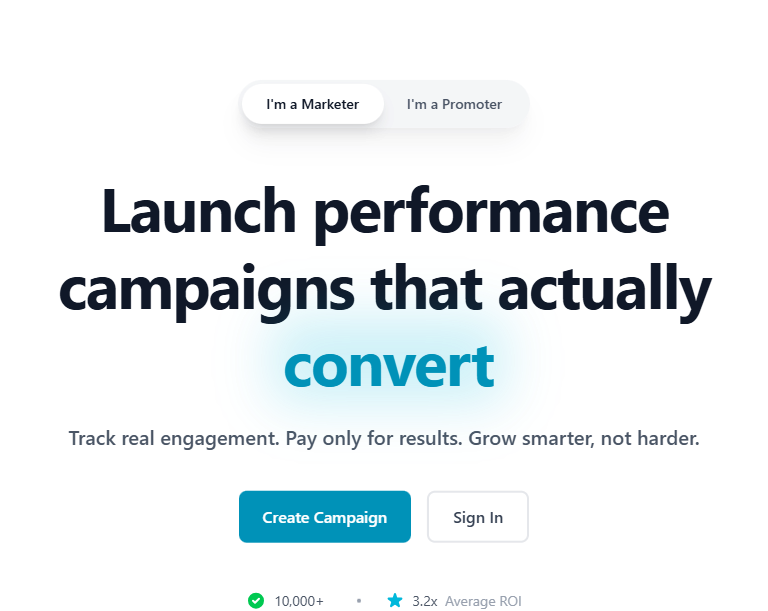 I'm a Marketer
I'm a Promoter
Launch performance
campaigns that actually
convert
Track real engagement. Pay only for results. Grow smarter, not harder.
Create Campaign
Sign In
10,000+ • 3.2x Average ROI